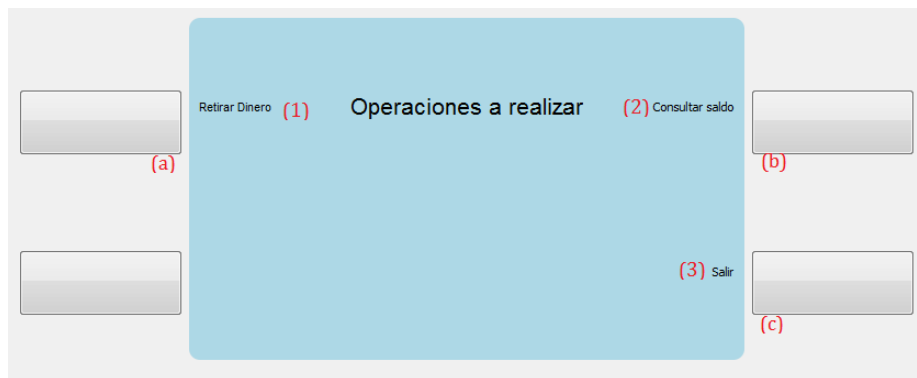 Retirar Dinero (1) Operaciones a realizar (2) Consultar saldo
(a) (b)
(3) Salir
(c)